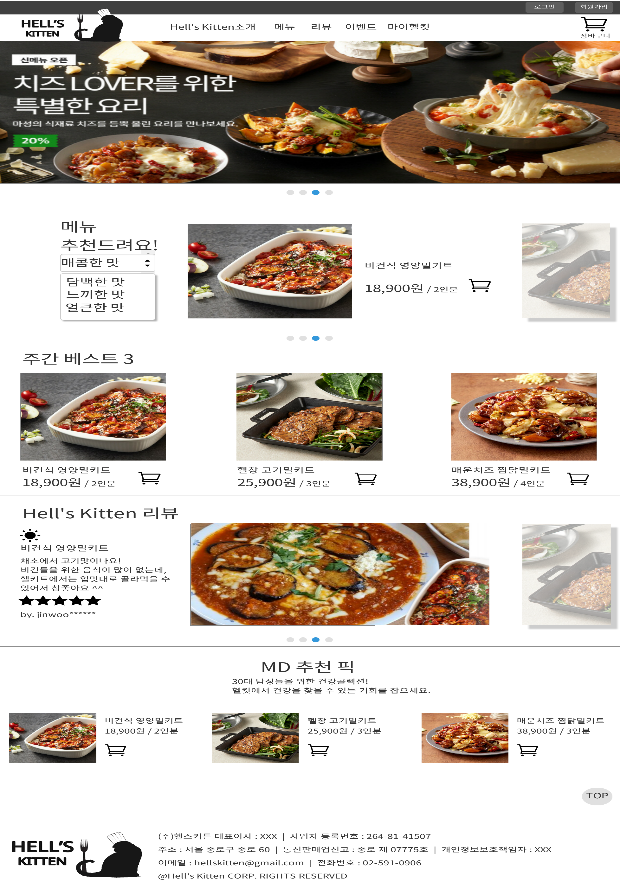 로그인 회원가입
HELL'S
KITTEN
Hell's Kitten소개 메뉴 리뷰 이벤트 마이헬킷
장바구니
신메뉴 오픈
치즈 LOVER를 위한
특별한 요리
마성의 식재료 치즈를 듬뿍 올린 요리를 만나보세요.
20%
메뉴
추천드려요!
매콤한 맛
담백한 맛
느끼한 맛
얼큰한 맛
비건식 영양밀키트
18,900원 / 2인분
주간 베스트 3
비건식 영양밀키트
18,900원 / 2인분
헬창 고기밀키트
25,900원 / 3인분
매운치즈 찜닭밀키트
38,900원 / 4인분
Hell's Kitten 리뷰
비건식 영양밀키트
채소에서 고기맛이나요!
비건들을 위한 음식이 많이 없는데,
헬키트에서는 입맛대로 골라먹을 수
있어서 넘좋아요 ^^
by. jinwoo******
MD 추천 픽
30대 남성들을 위한 건강콜렉션!
헬킷에서 건강을 찾을 수 있는 기회를 잡으세요.
비건식 영양밀키트
18,900원 / 2인분
헬창 고기밀키트
25,900원 / 3인분
매운치즈 찜닭밀키트
38,900원 / 3인분
TOP
HELL'S
KITTEN
(주)헬스키튼 대표이사 : XXX | 사업자 등록번호 : 264-81-41507
주소 : 서울 종로구 종로 60 | 통신판매업신고 : 종로 제 07775호 | 개인정보보호책임자 : XXX
이메일 : hellskitten@gmail.com | 전화번호 : 02-591-0906
@Hell's Kitten CORP. RIGHTS RESERVED